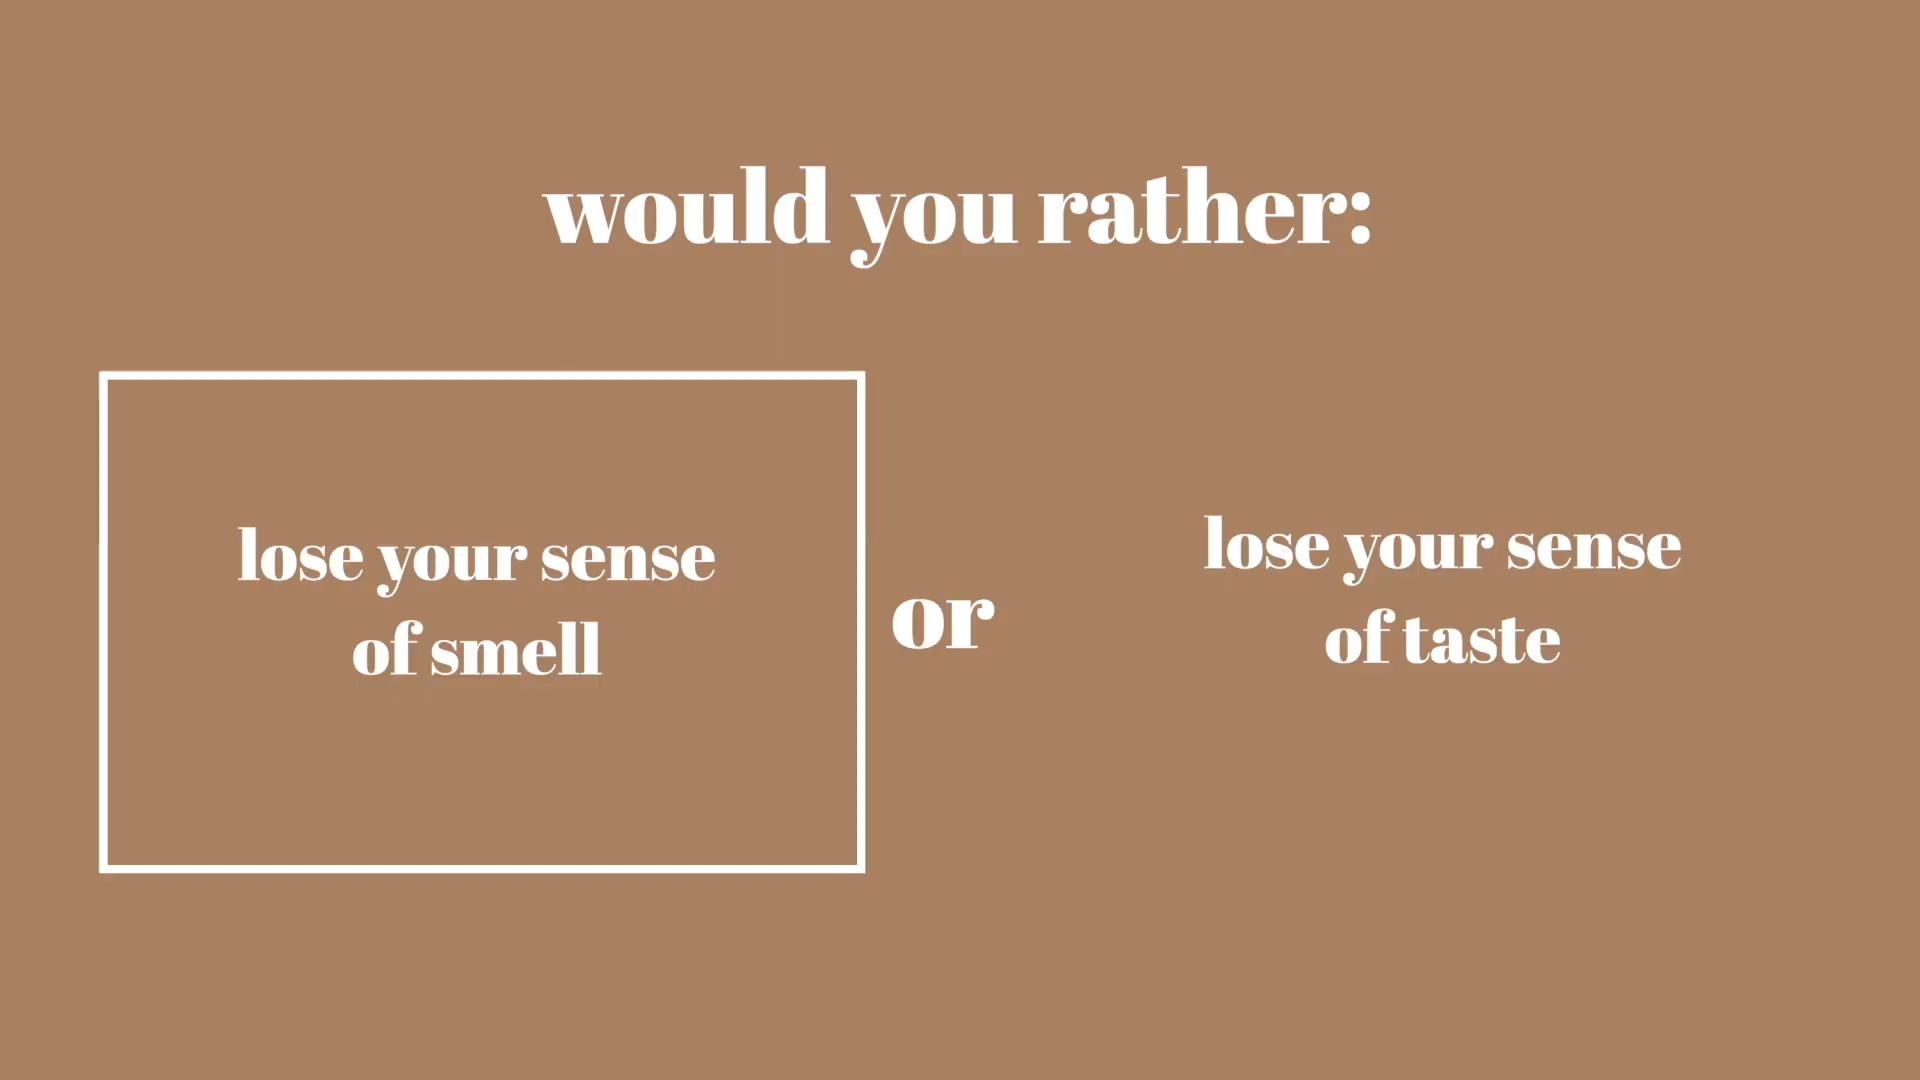 would you rather:
lose your sense
of smell
or
lose your sense
of taste